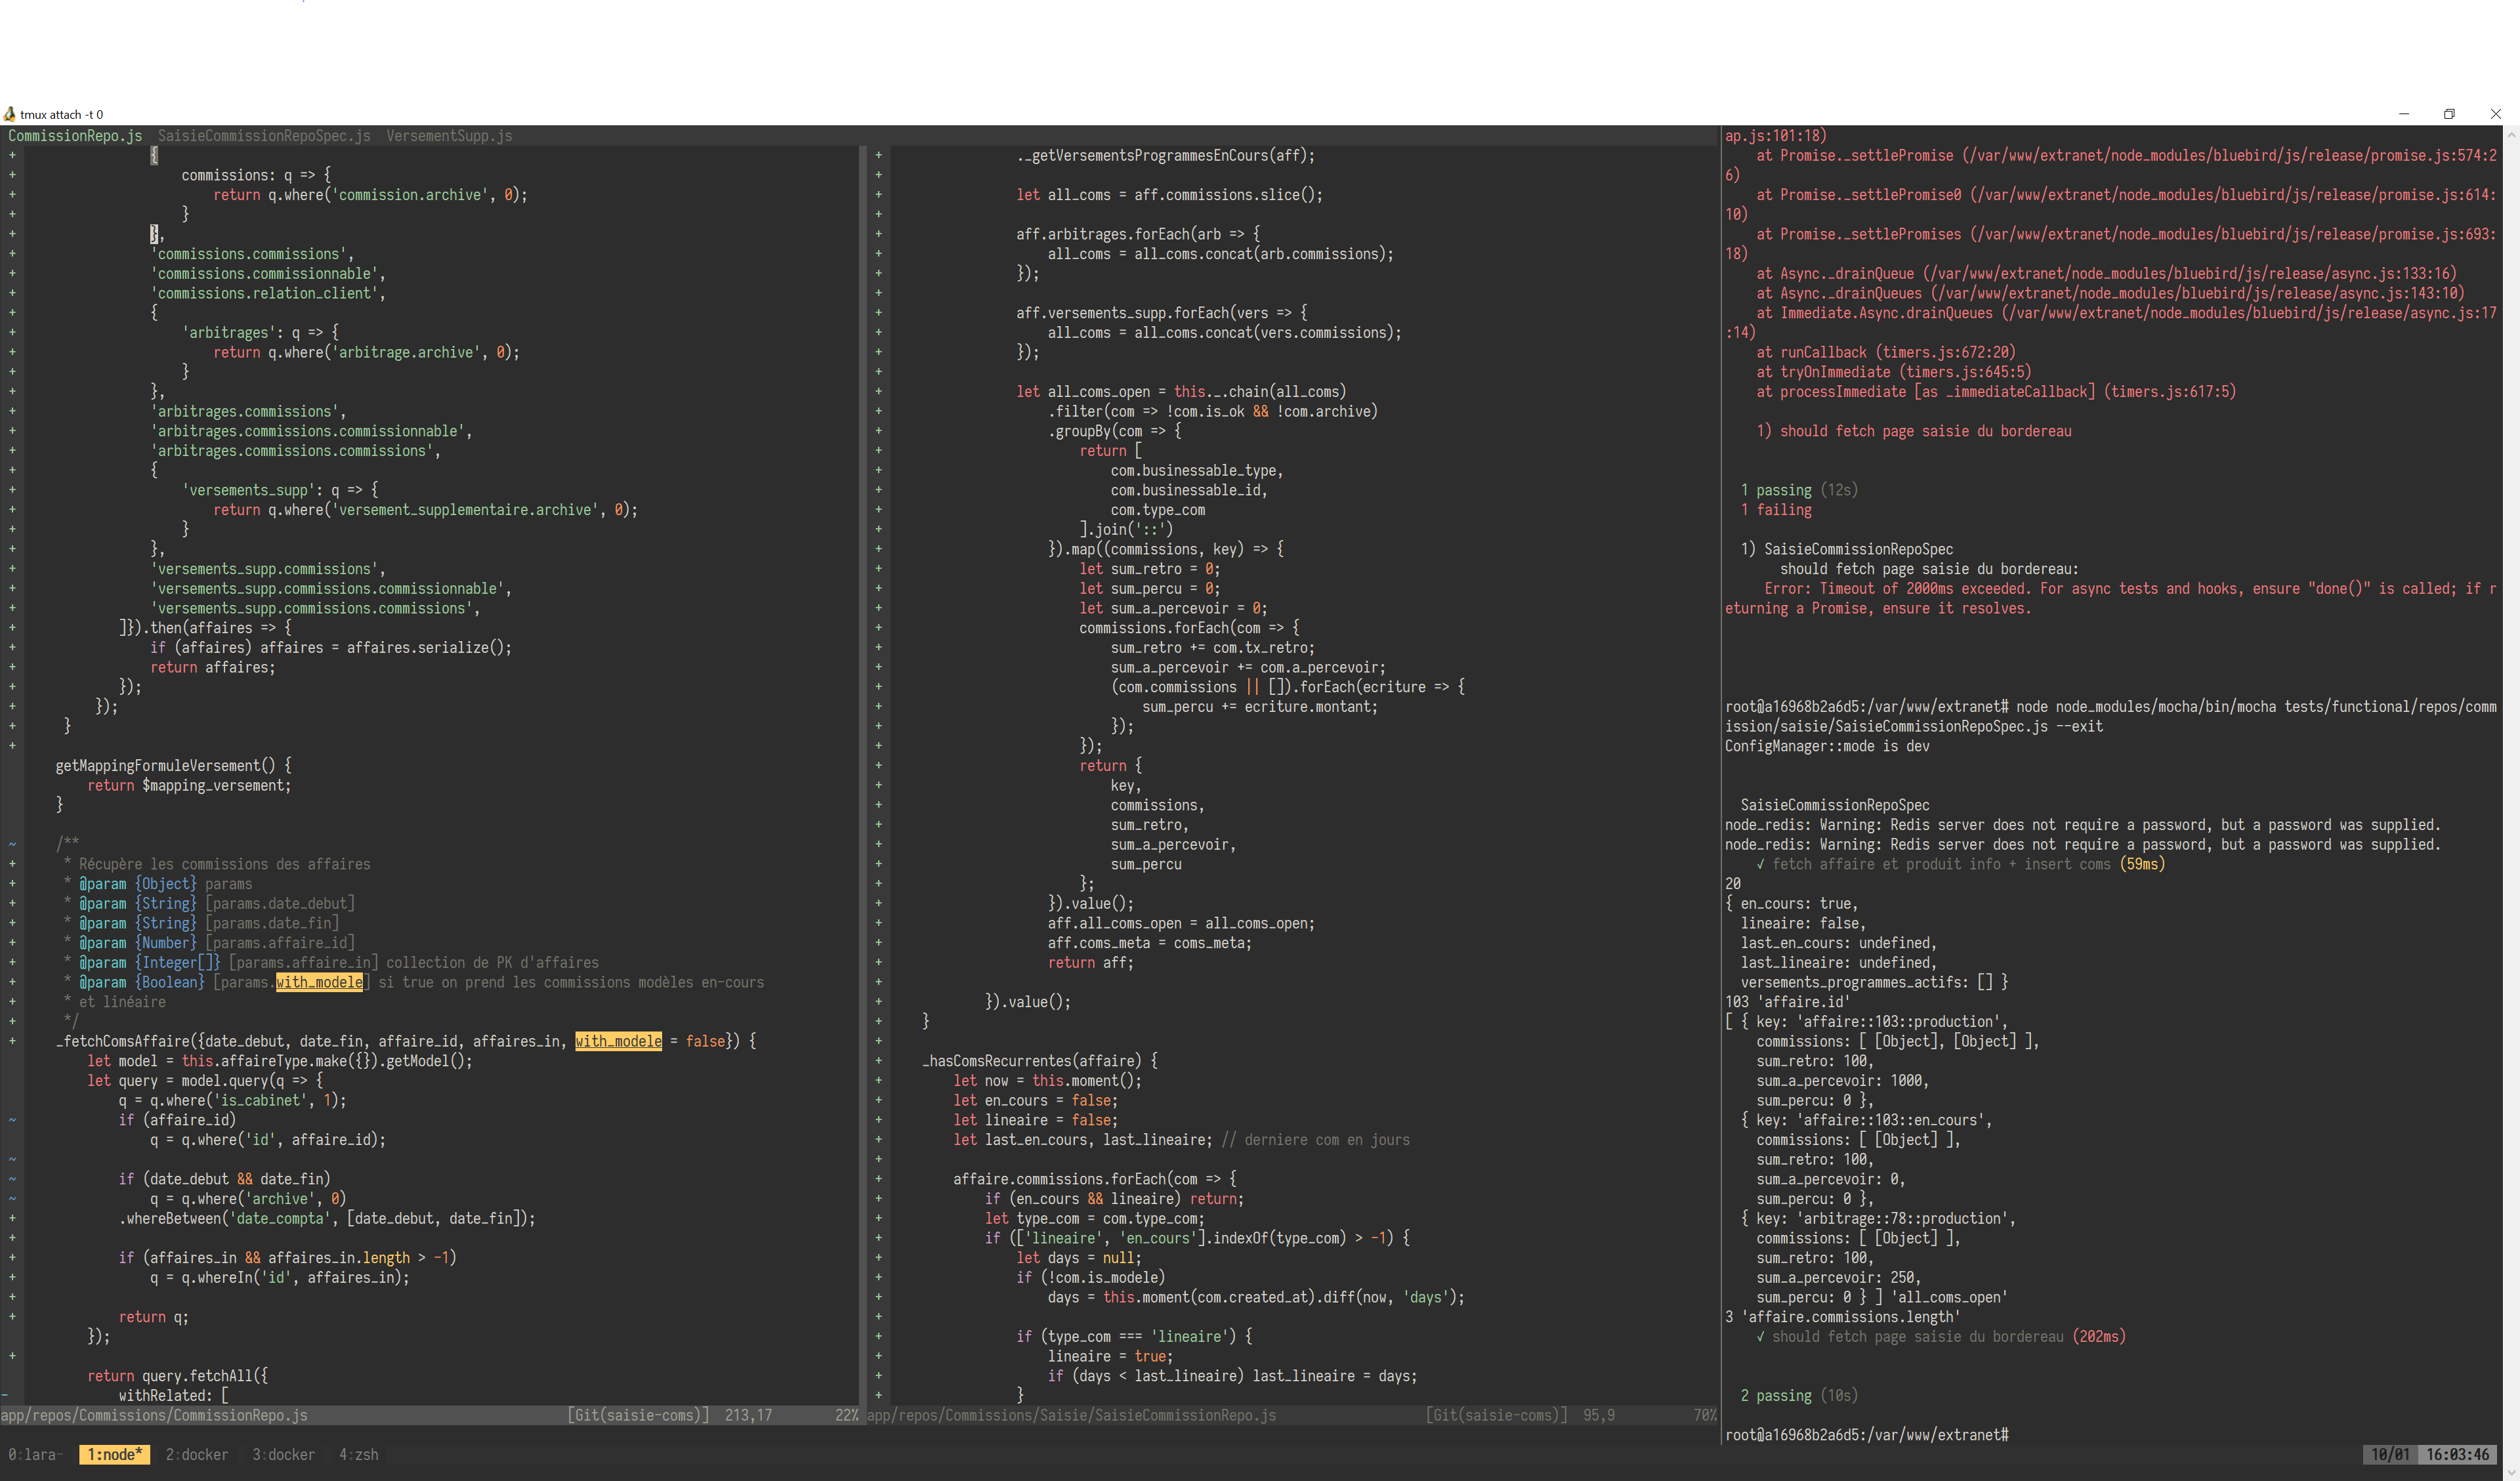 tmux attach -t 0
CommissionRepo.js  SaisieCommissionRepoSpec.js  VersementSupp.js
{
commissions: q => {
return q.where('commission.archive', 0);
}
},
'commissions.commissions',
'commissions.commissionnable',
'commissions.relation_client',
{
'arbitrages': q => {
return q.where('arbitrage.archive', 0);
}
},
'arbitrages.commissions',
'arbitrages.commissions.commissionnable',
'arbitrages.commissions.commissions',
{
'versements_supp': q => {
return q.where('versement_supplementaire.archive', 0);
}
},
'versements_supp.commissions',
'versements_supp.commissions.commissionnable',
'versements_supp.commissions.commissions',
]}).then(affaires => {
if (affaires) affaires = affaires.serialize();
return affaires;
});
});
}
getMappingFormuleVersement() {
return $mapping_versement;
}
/**
* Récupère les commissions des affaires
* @param {Object} params
* @param {String} [params.date_debut]
* @param {String} [params.date_fin]
* @param {Number} [params.affaire_id]
* @param {Integer[]} [params.affaire_in] collection de PK d'affaires
* @param {Boolean} [params.with_modele] si true on prend les commissions modèles en-cours
* et linéaire
*/
_fetchComsAffaire({date_debut, date_fin, affaire_id, affaires_in, with_modele = false}) {
let model = this.affaireType.make({}).getModel();
let query = model.query(q => {
q = q.where('is_cabinet', 1);
if (affaire_id)
q = q.where('id', affaire_id);
if (date_debut && date_fin)
q = q.where('archive', 0)
.whereBetween('date_compta', [date_debut, date_fin]);
if (affaires_in && affaires_in.length > -1)
q = q.whereIn('id', affaires_in);
return q;
});
return query.fetchAll({
withRelated: [
app/repos/Commissions/CommissionRepo.js [Git(saisie-coms)] 213,17 22%
._getVersementsProgrammesEnCours(aff);
let all_coms = aff.commissions.slice();
aff.arbitrages.forEach(arb => {
all_coms = all_coms.concat(arb.commissions);
});
aff.versements_supp.forEach(vers => {
all_coms = all_coms.concat(vers.commissions);
});
let all_coms_open = this._.chain(all_coms)
.filter(com => !com.is_ok && !com.archive)
.groupBy(com => {
return [
com.businessable_type,
com.businessable_id,
com.type_com
].join('::')
}).map((commissions, key) => {
let sum_retro = 0;
let sum_percu = 0;
let sum_a_percevoir = 0;
commissions.forEach(com => {
sum_retro += com.tx_retro;
sum_a_percevoir += com.a_percevoir;
(com.commissions || []).forEach(ecriture => {
sum_percu += ecriture.montant;
});
});
return {
key,
commissions,
sum_retro,
sum_a_percevoir,
sum_percu
};
}).value();
aff.all_coms_open = all_coms_open;
aff.coms_meta = coms_meta;
return aff;
}).value();
}
_hasComsRecurrentes(affaire) {
let now = this.moment();
let en_cours = false;
let lineaire = false;
let last_en_cours, last_lineaire; // derniere com en jours
affaire.commissions.forEach(com => {
if (en_cours && lineaire) return;
let type_com = com.type_com;
if (['lineaire', 'en_cours'].indexOf(type_com) > -1) {
let days = null;
if (!com.is_modele)
days = this.moment(com.created_at).diff(now, 'days');
if (type_com === 'lineaire') {
lineaire = true;
if (days < last_lineaire) last_lineaire = days;
}
app/repos/Commissions/Saisie/SaisieCommissionRepo.js [Git(saisie-coms)] 95,9 70%
ap.js:101:18)
at Promise._settlePromise (/var/www/extranet/node_modules/bluebird/js/release/promise.js:574:2
6)
at Promise._settlePromise0 (/var/www/extranet/node_modules/bluebird/js/release/promise.js:614:
10)
at Promise._settlePromises (/var/www/extranet/node_modules/bluebird/js/release/promise.js:693:
18)
at Async._drainQueue (/var/www/extranet/node_modules/bluebird/js/release/async.js:133:16)
at Async._drainQueues (/var/www/extranet/node_modules/bluebird/js/release/async.js:143:10)
at Immediate.Async.drainQueues (/var/www/extranet/node_modules/bluebird/js/release/async.js:17
:14)
at runCallback (timers.js:672:20)
at tryOnImmediate (timers.js:645:5)
at processImmediate [as _immediateCallback] (timers.js:617:5)
1) should fetch page saisie du bordereau
1 passing (12s)
1 failing
1) SaisieCommissionRepoSpec
should fetch page saisie du bordereau:
Error: Timeout of 2000ms exceeded. For async tests and hooks, ensure "done()" is called; if r
eturning a Promise, ensure it resolves.
root@a16968b2a6d5:/var/www/extranet# node node_modules/mocha/bin/mocha tests/functional/repos/comm
ission/saisie/SaisieCommissionRepoSpec.js --exit
ConfigManager::mode is dev
SaisieCommissionRepoSpec
node_redis: Warning: Redis server does not require a password, but a password was supplied.
node_redis: Warning: Redis server does not require a password, but a password was supplied.
✓ fetch affaire et produit info + insert coms (59ms)
20
{ en_cours: true,
lineaire: false,
last_en_cours: undefined,
last_lineaire: undefined,
versements_programmes_actifs: [] }
103 'affaire.id'
[ { key: 'affaire::103::production',
commissions: [ [Object], [Object] ],
sum_retro: 100,
sum_a_percevoir: 1000,
sum_percu: 0 },
{ key: 'affaire::103::en_cours',
commissions: [ [Object] ],
sum_retro: 100,
sum_a_percevoir: 0,
sum_percu: 0 },
{ key: 'arbitrage::78::production',
commissions: [ [Object] ],
sum_retro: 100,
sum_a_percevoir: 250,
sum_percu: 0 } ] 'all_coms_open'
3 'affaire.commissions.length'
✓ should fetch page saisie du bordereau (202ms)
2 passing (10s)
root@a16968b2a6d5:/var/www/extranet#
0:lara- 1:node* 2:docker 3:docker 4:zsh 10/01 16:03:46